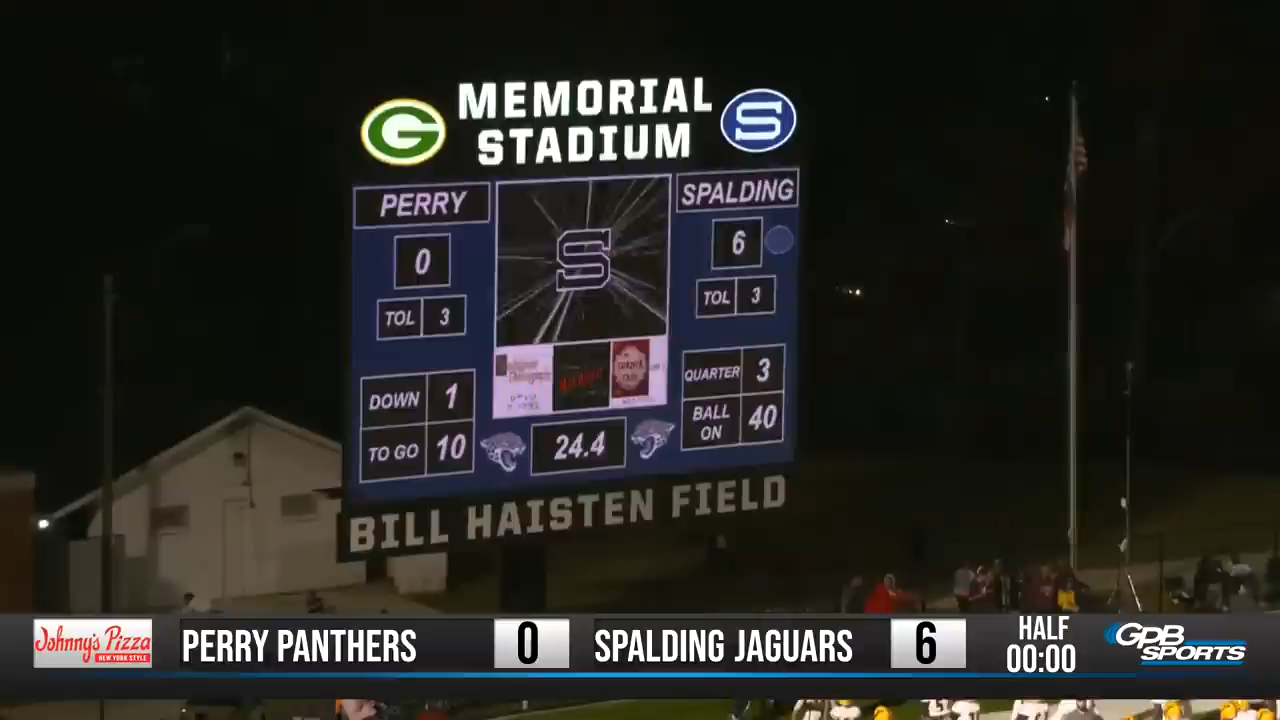 MEMORIAL
STADIUM
G
S
PERRY
0
TOL 3
S
SPALDING
6
TOL 3
DOWN 1
TO GO 10
24.4
QUARTER 3
BALL ON 40
BILL HAISTEN FIELD
Johnny's Pizza
NEW YORK STYLE
PERRY PANTHERS 0 SPALDING JAGUARS 6
HALF
00:00
GPB
SPORTS